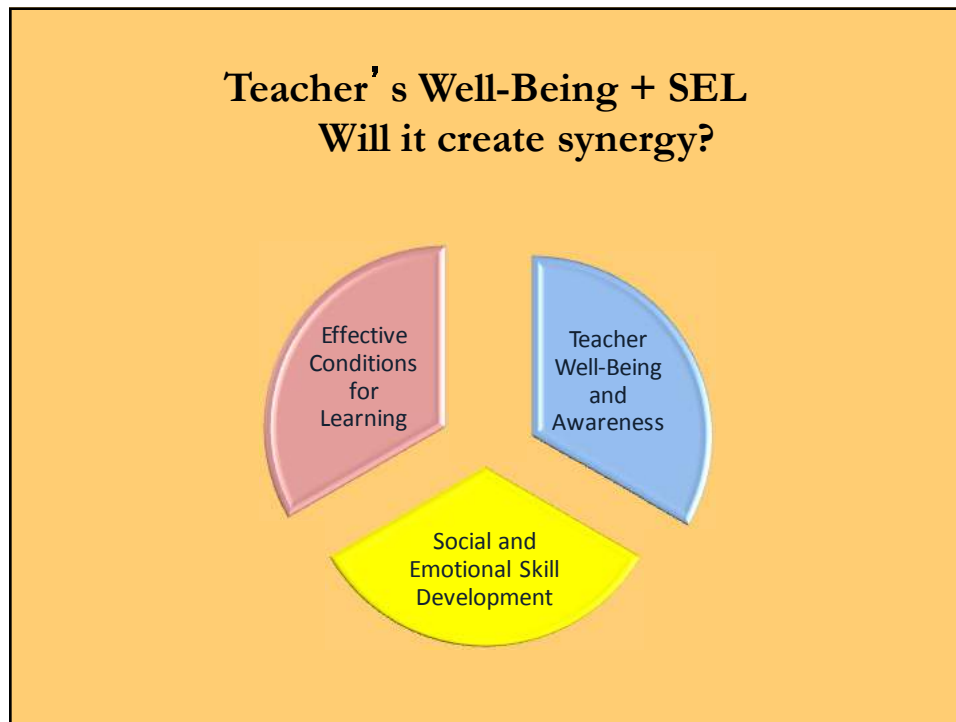 Teacher's Well-Being + SEL
Will it create synergy?
Effective
Conditions
for
Learning
Teacher
Well-Being
and
Awareness
Social and
Emotional Skill
Development